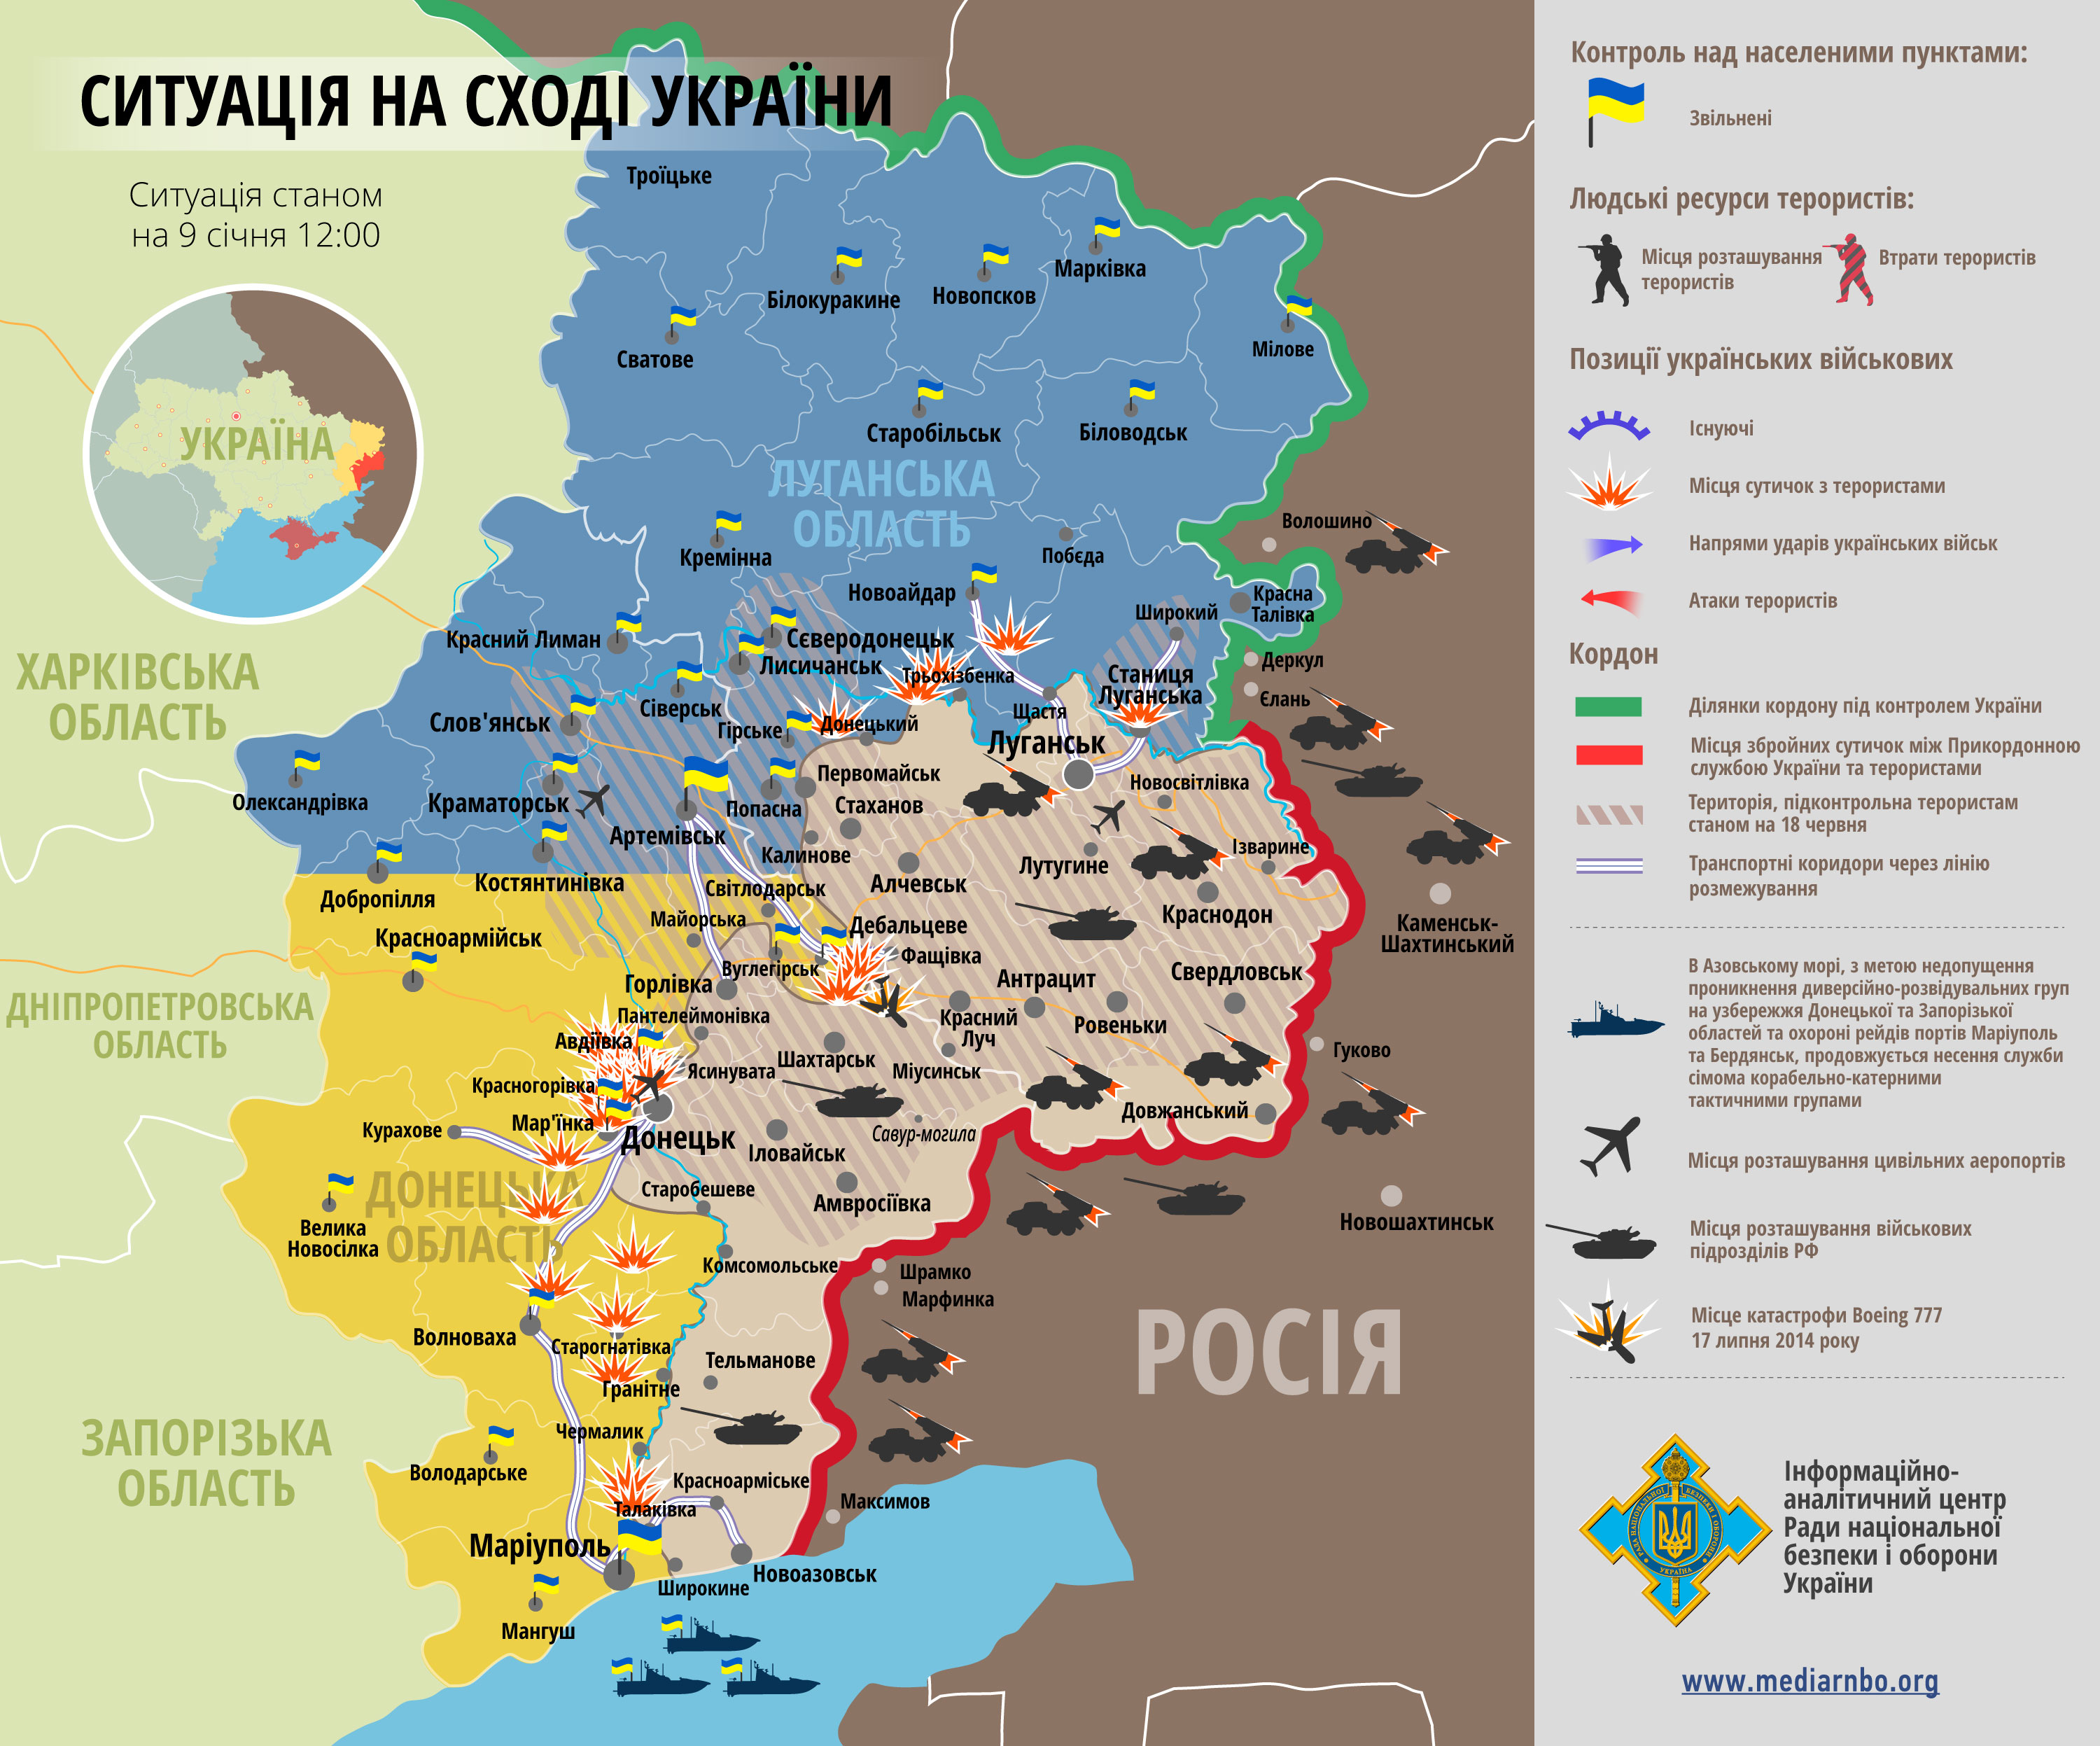 СИТУАЦІЯ НА СХОДІ УКРАЇНИ
Ситуація станом
на 9 січня 12:00
УКРАЇНА
ХАРКІВСЬКА
ОБЛАСТЬ
ДНІПРОПЕТРОВСЬКА
ОБЛАСТЬ
ЗАПОРІЗЬКА
ОБЛАСТЬ
ЛУГАНСЬКА
ОБЛАСТЬ
ДОНЕЦЬКА
ОБЛАСТЬ
РОСІЯ
Троїцьке
Білокуракине
Новопсков
Марківка
Сватове
Мілове
Старобільськ
Біловодськ
Кремінна
Побєда
Волошино
Новоайдар
Широкий
Красна
Талівка
Красний Лиман
Сєверодонецьк
Лисичанськ
Трьохізбенка
Станиця
Луганська
Деркул
Єлань
Сіверськ
Слов'янськ
Гірське
Донецький
Щастя
Луганськ
Олександрівка
Краматорськ
Артемівськ
Попасна
Первомайськ
Стаханов
Новосвітлівка
Калинове
Лутугине
Ізварине
Добропілля
Костянтинівка
Світлодарськ
Алчевськ
Краснодон
Каменськ-
Шахтинський
Майорська
Дебальцеве
Красноармійськ
Фащівка
Вуглегірськ
Антрацит
Свердловськ
Горлівка
Пантелеймонівка
Красний
Луч
Ровеньки
Авдіївка
Шахтарськ
Гуково
Ясинувата
Міусинськ
Красногорівка
Довжанський
Мар'їнка
Курахове
Донецьк
Савур-могила
Іловайськ
Старобешеве
Амвросіївка
Новошахтинськ
Велика
Новосілка
Комсомольське
Шрамко
Марфинка
Волноваха
Старогнатівка
Тельманове
Гранітне
Чермалик
Володарське
Красноарміське
Талаківка
Максимов
Маріуполь
Широкине
Новоазовськ
Мангуш
Контроль над населеними пунктами:
Звільнені
Людські ресурси терористів:
Місця розташування
терористів
Втрати терористів
Позиції українських військових
Існуючі
Місця сутичок з терористами
Напрями ударів українських військ
Атаки терористів
Кордон
Ділянки кордону під контролем України
Місця збройних сутичок між Прикордонною
службою України та терористами
Територія, підконтрольна терористам
станом на 18 червня
Транспортні коридори через лінію
розмежування
В Азовському морі, з метою недопущення
проникнення диверсійно-розвідувальних груп
на узбережжя Донецької та Запорізької
областей та охороні рейдів портів Маріуполь
та Бердянськ, продовжується несення служби
сімома корабельно-катерними
тактичними групами
Місця розташування цивільних аеропортів
Місця розташування військових
підрозділів РФ
Місце катастрофи Boeing 777
17 липня 2014 року
РАДА НАЦІОНАЛЬНОЇ БЕЗПЕКИ І ОБОРОНИ
УКРАЇНА
Інформаційно-
аналітичний центр
Ради національної
безпеки і оборони
України
www.mediarnbo.org